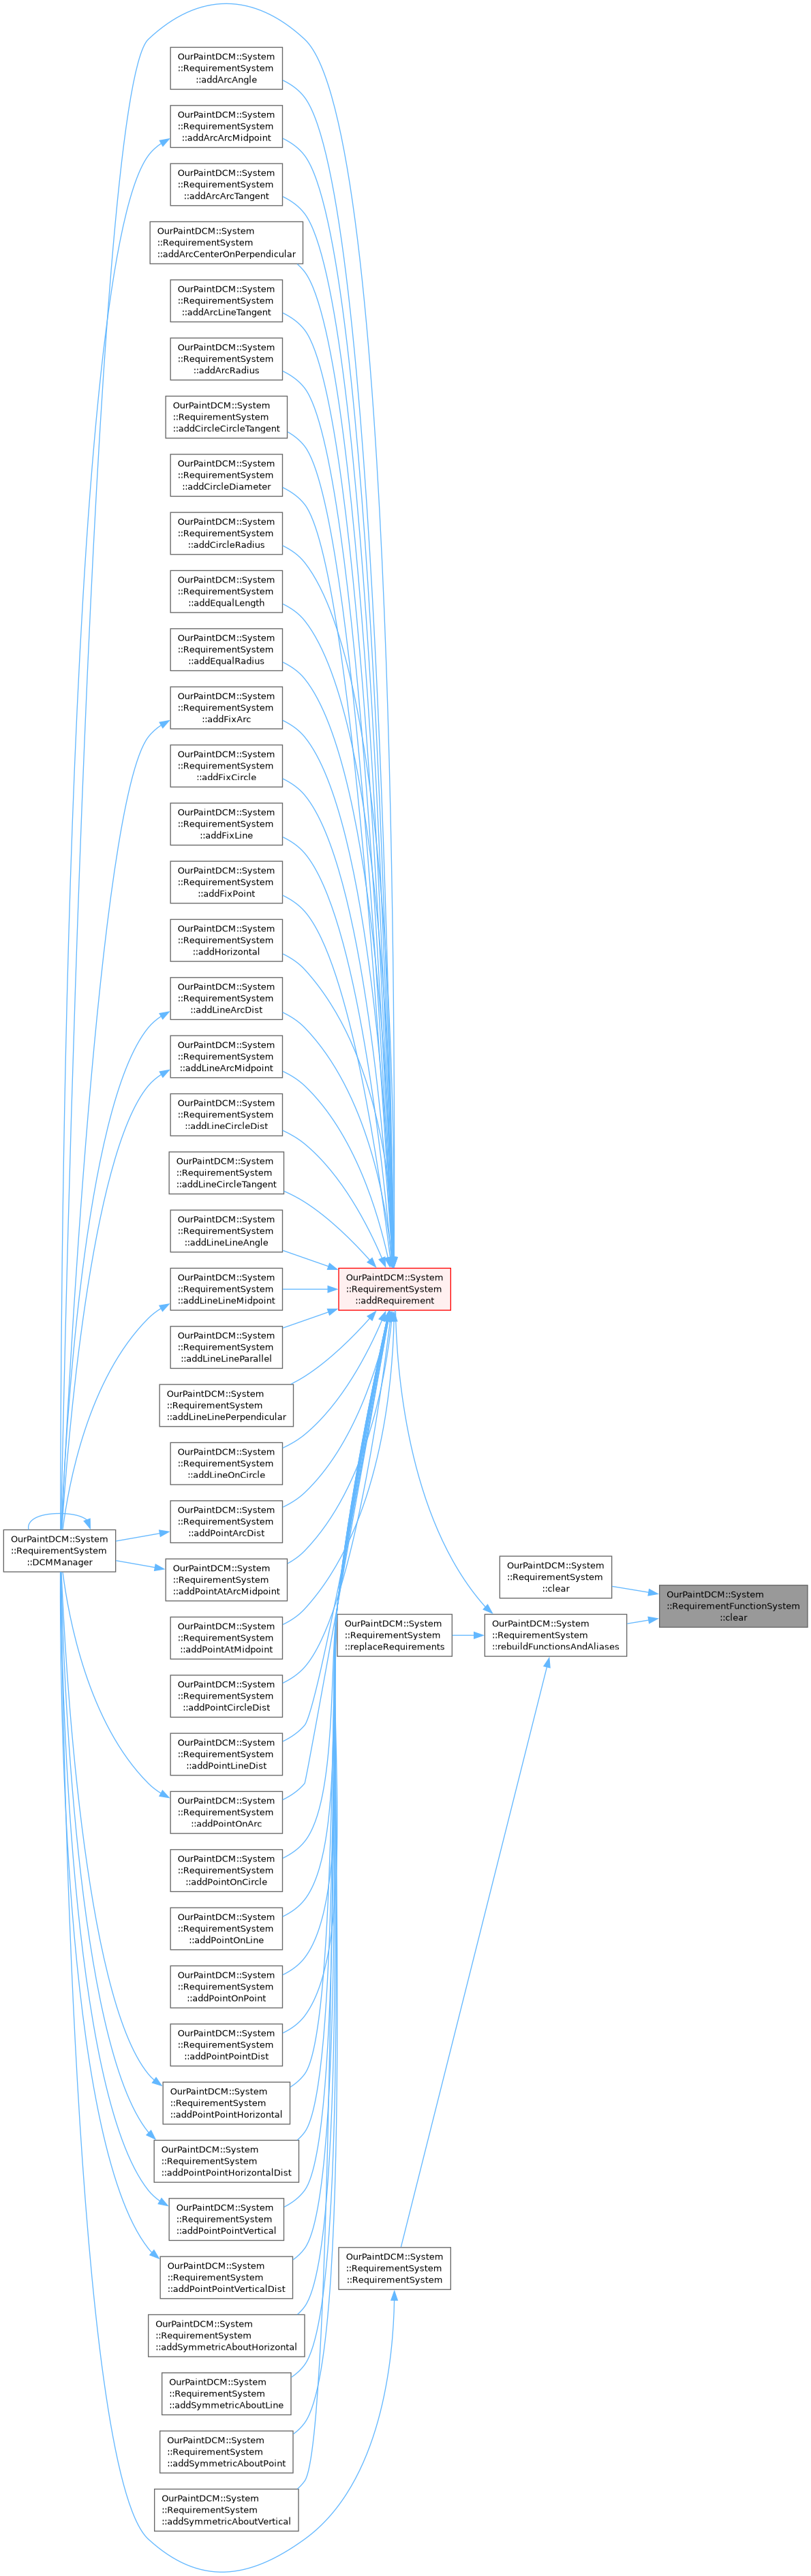 OurPaintDCM::System
::RequirementSystem
::addArcAngle
OurPaintDCM::System
::RequirementSystem
::addArcArcMidpoint
OurPaintDCM::System
::RequirementSystem
::addArcArcTangent
OurPaintDCM::System
::RequirementSystem
::addArcCenterOnPerpendicular
OurPaintDCM::System
::RequirementSystem
::addArcLineTangent
OurPaintDCM::System
::RequirementSystem
::addArcRadius
OurPaintDCM::System
::RequirementSystem
::addCircleCircleTangent
OurPaintDCM::System
::RequirementSystem
::addCircleDiameter
OurPaintDCM::System
::RequirementSystem
::addCircleRadius
OurPaintDCM::System
::RequirementSystem
::addEqualLength
OurPaintDCM::System
::RequirementSystem
::addEqualRadius
OurPaintDCM::System
::RequirementSystem
::addFixArc
OurPaintDCM::System
::RequirementSystem
::addFixCircle
OurPaintDCM::System
::RequirementSystem
::addFixLine
OurPaintDCM::System
::RequirementSystem
::addFixPoint
OurPaintDCM::System
::RequirementSystem
::addHorizontal
OurPaintDCM::System
::RequirementSystem
::addLineArcDist
OurPaintDCM::System
::RequirementSystem
::addLineArcMidpoint
OurPaintDCM::System
::RequirementSystem
::addLineCircleDist
OurPaintDCM::System
::RequirementSystem
::addLineCircleTangent
OurPaintDCM::System
::RequirementSystem
::addLineLineAngle
OurPaintDCM::System
::RequirementSystem
::addLineLineMidpoint
OurPaintDCM::System
::RequirementSystem
::addRequirement
OurPaintDCM::System
::RequirementSystem
::addLineLineParallel
OurPaintDCM::System
::RequirementSystem
::addLineLinePerpendicular
OurPaintDCM::System
::RequirementSystem
::addLineOnCircle
OurPaintDCM::System
::RequirementSystem
::addPointArcDist
OurPaintDCM::System
::RequirementSystem
::DCMManager
OurPaintDCM::System
::RequirementSystem
::addPointAtArcMidpoint
OurPaintDCM::System
::RequirementSystem
::clear
OurPaintDCM::System
::RequirementFunctionSystem
::clear
OurPaintDCM::System
::RequirementSystem
::addPointAtMidpoint
OurPaintDCM::System
::RequirementSystem
::replaceRequirements
OurPaintDCM::System
::RequirementSystem
::rebuildFunctionsAndAliases
OurPaintDCM::System
::RequirementSystem
::addPointCircleDist
OurPaintDCM::System
::RequirementSystem
::addPointLineDist
OurPaintDCM::System
::RequirementSystem
::addPointOnArc
OurPaintDCM::System
::RequirementSystem
::addPointOnCircle
OurPaintDCM::System
::RequirementSystem
::addPointOnLine
OurPaintDCM::System
::RequirementSystem
::addPointOnPoint
OurPaintDCM::System
::RequirementSystem
::addPointPointDist
OurPaintDCM::System
::RequirementSystem
::addPointPointHorizontal
OurPaintDCM::System
::RequirementSystem
::addPointPointHorizontalDist
OurPaintDCM::System
::RequirementSystem
::addPointPointVertical
OurPaintDCM::System
::RequirementSystem
::RequirementSystem
OurPaintDCM::System
::RequirementSystem
::addPointPointVerticalDist
OurPaintDCM::System
::RequirementSystem
::addSymmetricAboutHorizontal
OurPaintDCM::System
::RequirementSystem
::addSymmetricAboutLine
OurPaintDCM::System
::RequirementSystem
::addSymmetricAboutPoint
OurPaintDCM::System
::RequirementSystem
::addSymmetricAboutVertical